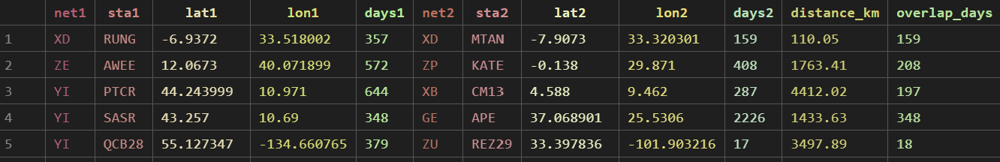 net1 sta1 lat1 lon1 days1 net2 sta2 lat2 lon2 days2 distance_km overlap_days
1 XD RUNG -6.9372 33.518002 357 XD MTAN -7.9073 33.320301 159 110.05 159
2 ZE AWEE 12.0673 40.071899 572 ZP KATE -0.138 29.871 408 1763.41 208
3 YI PTCR 44.243999 10.971 644 XB CM13 4.588 9.462 287 4412.02 197
4 YI SASR 43.257 10.69 348 GE APE 37.068901 25.5306 2226 1433.63 348
5 YI QCB28 55.127347 -134.660765 379 ZU REZ29 33.397836 -101.903216 17 3497.89 18